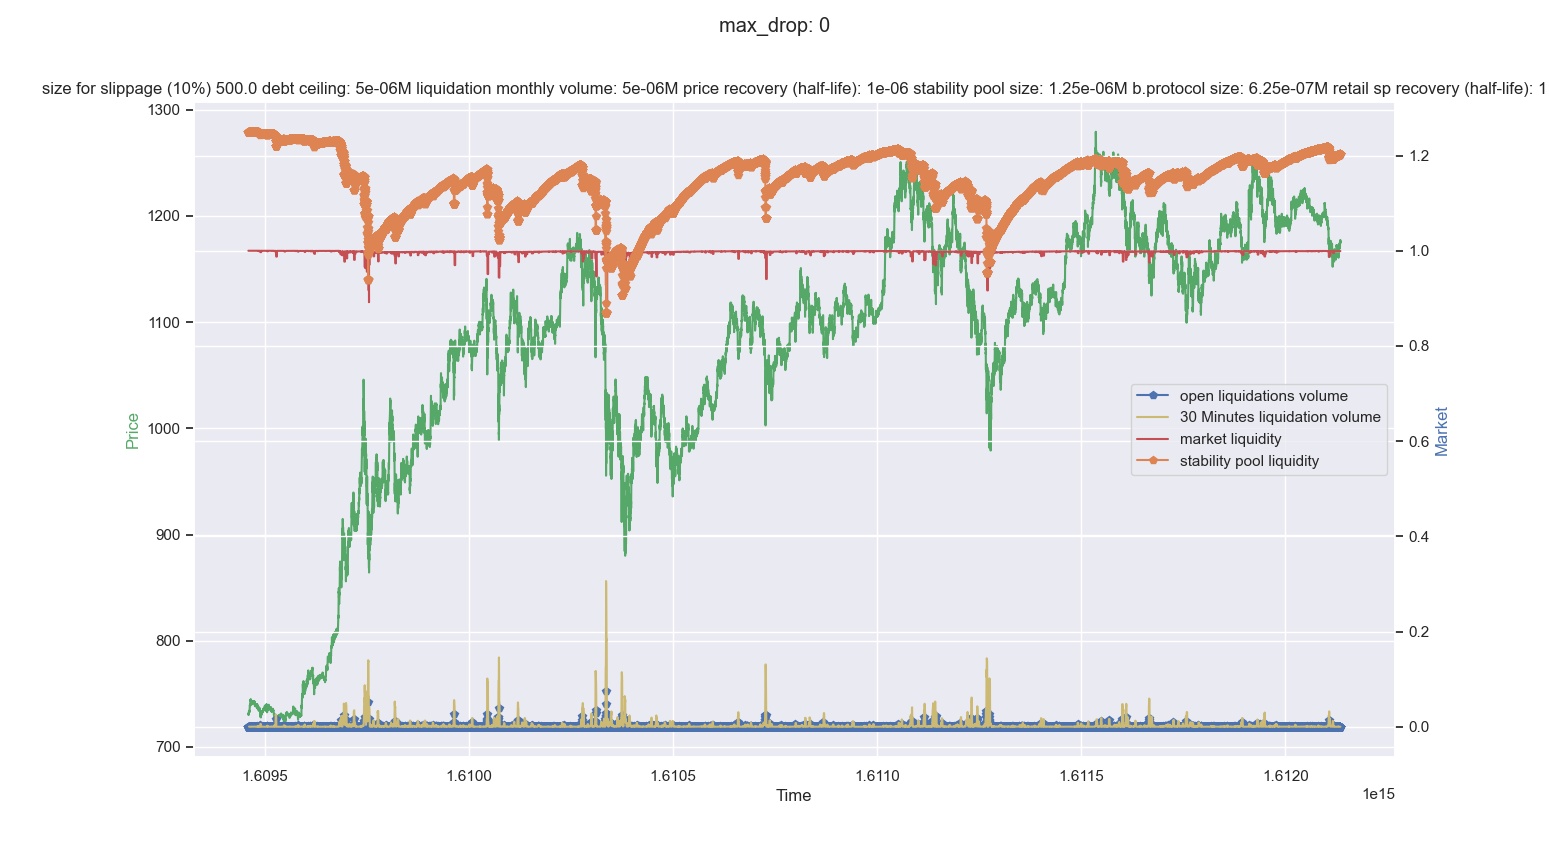 max_drop: 0
size for slippage (10%) 500.0 debt ceiling: 5e-06M liquidation monthly volume: 5e-06M price recovery (half-life): 1e-06 stability pool size: 1.25e-06M b.protocol size: 6.25e-07M retail sp recovery (half-life): 1
1300
1200
1100
1000
900
800
700
Price
1.2
1.0
0.8
0.6
0.4
0.2
0.0
Market
open liquidations volume
30 Minutes liquidation volume
market liquidity
stability pool liquidity
1.6095
1.6100
1.6105
1.6110
1.6115
1.6120
Time
1e15